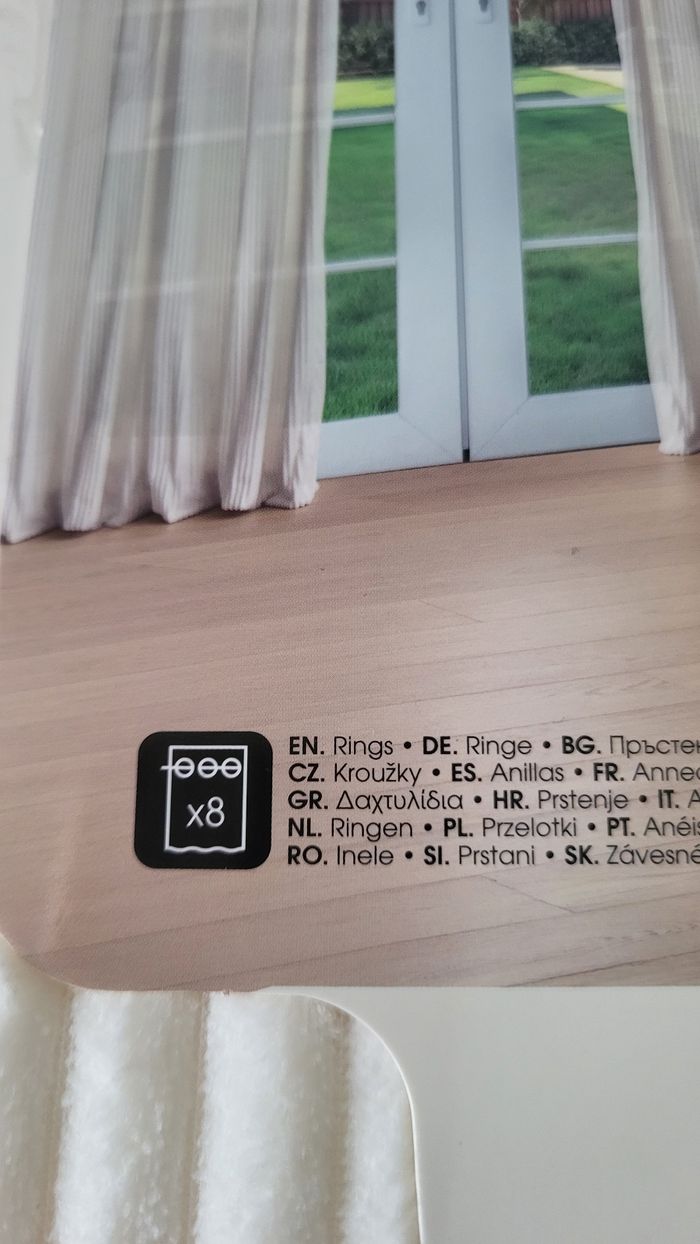 x8
EN. Rings • DE. Ringe • BG.
CZ. Kroužky • ES. Anillas • FR.
GR. Δαχτυλίδια • HR. Prstenje • IT.
NL. Ringen • PL. Przelotki • PT.
RO. Inele • SI. Prstani • SK. Závesné